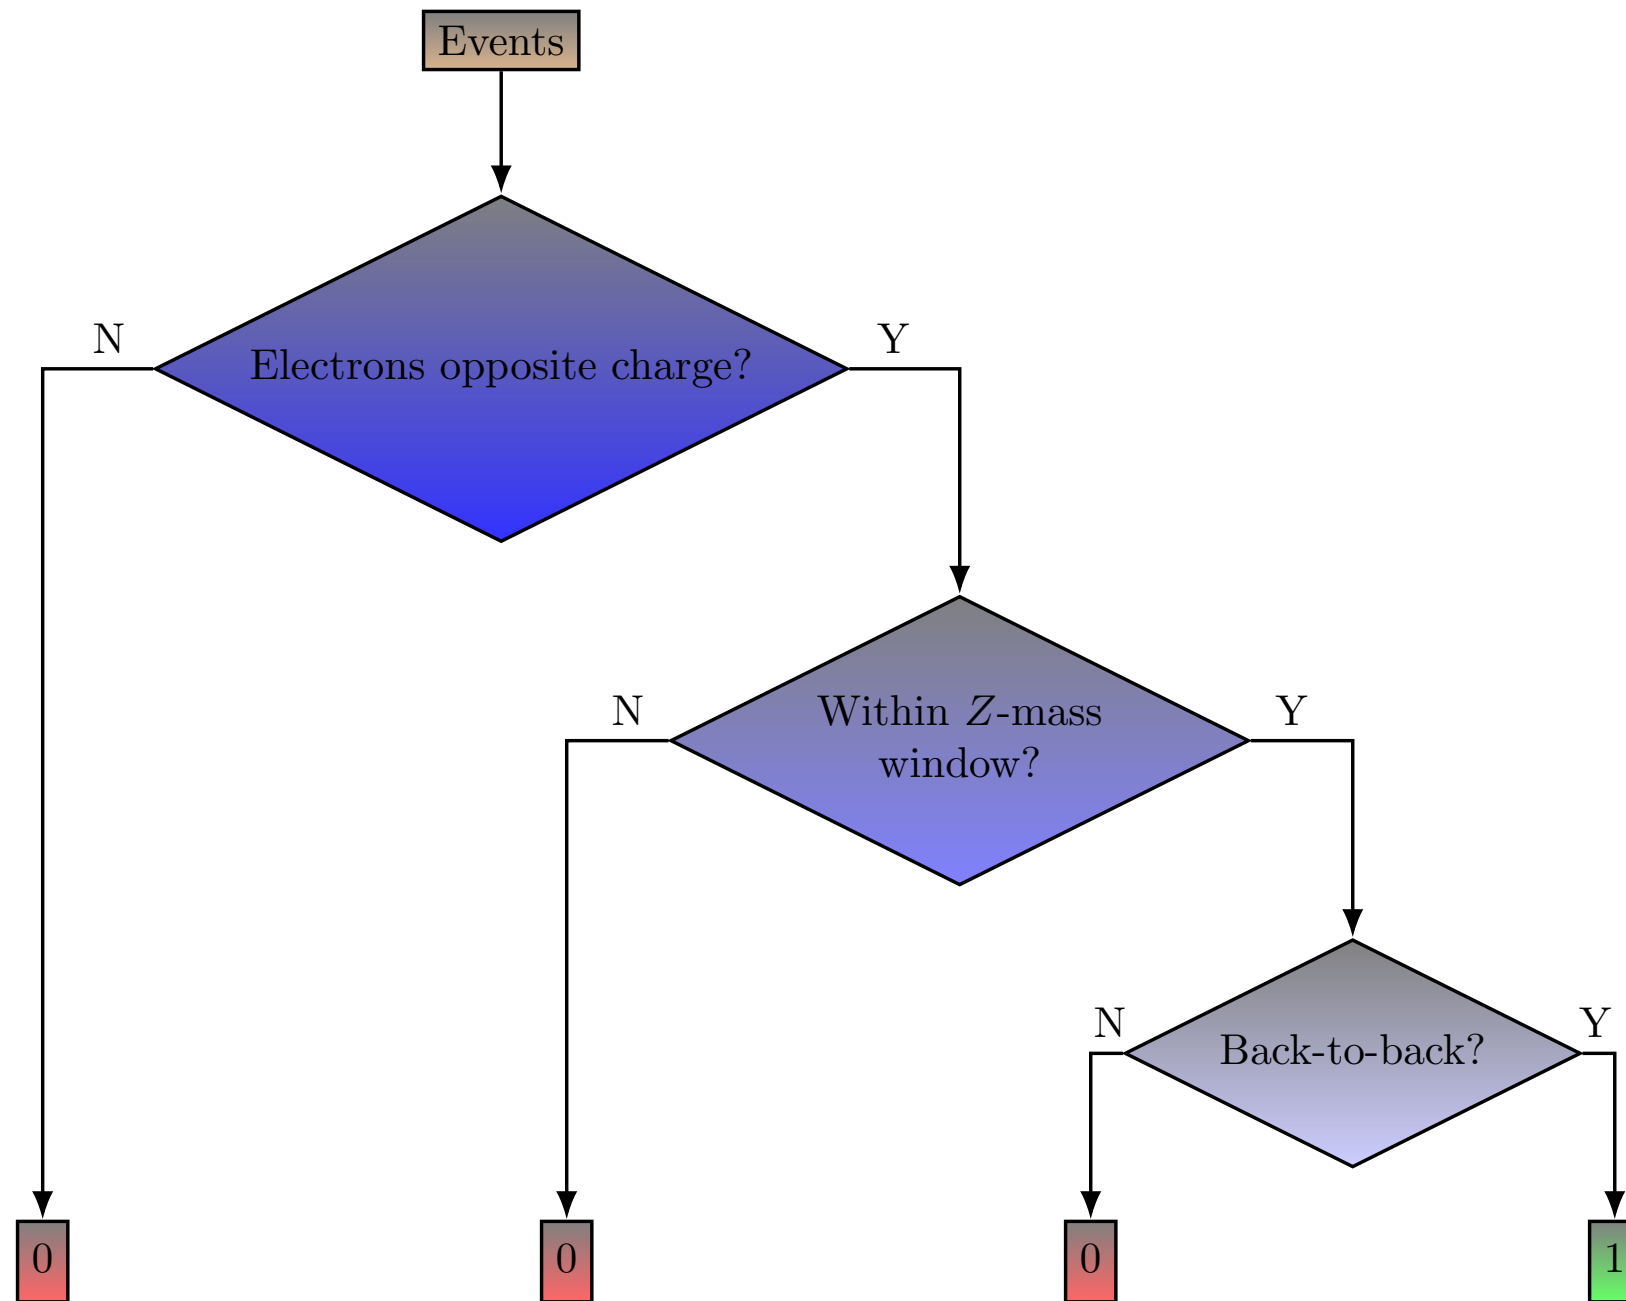 Events
N
Y
Electrons opposite charge?
N
Y
Within Z-mass
window?
N
Y
Back-to-back?
0
0
0
1